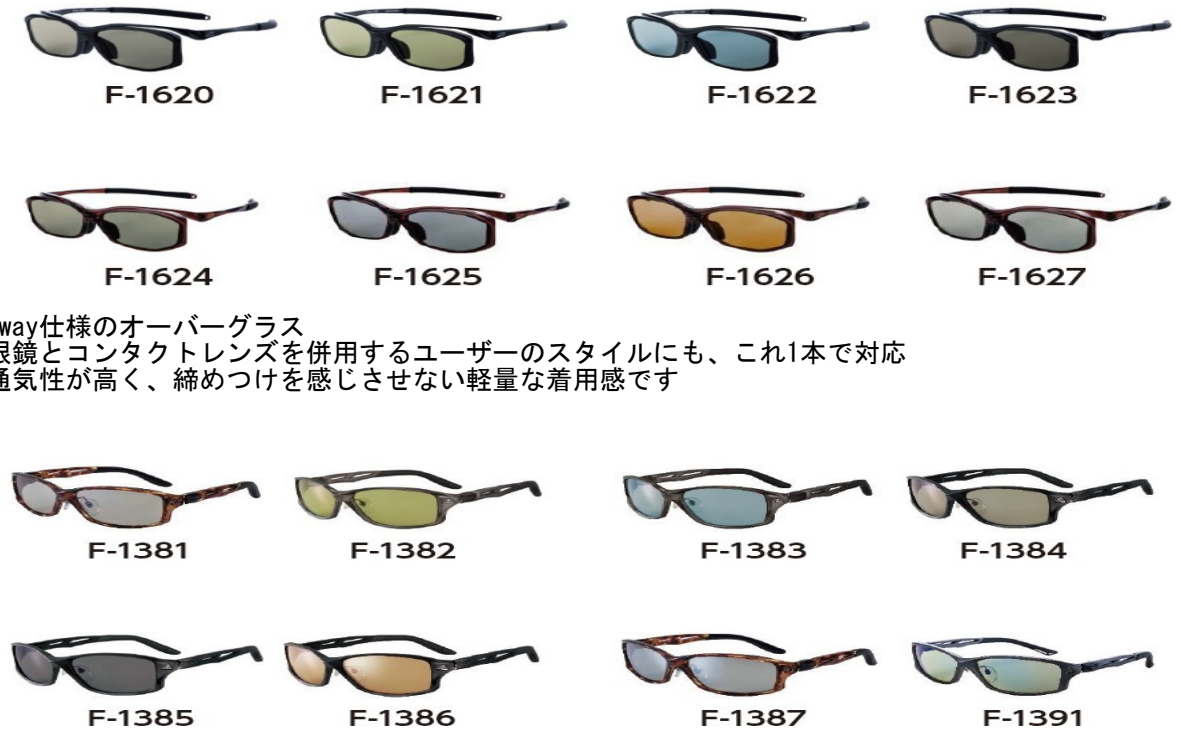 F-1620 F-1621 F-1622 F-1623
F-1624 F-1625 F-1626 F-1627
way仕様のオーバーグラス
眼鏡とコンタクトレンズを併用するユーザーのスタイルにも、これ1本で対応
通気性が高く、締めつけを感じさせない軽量な着用感です
F-1381 F-1382 F-1383 F-1384
F-1385 F-1386 F-1387 F-1391